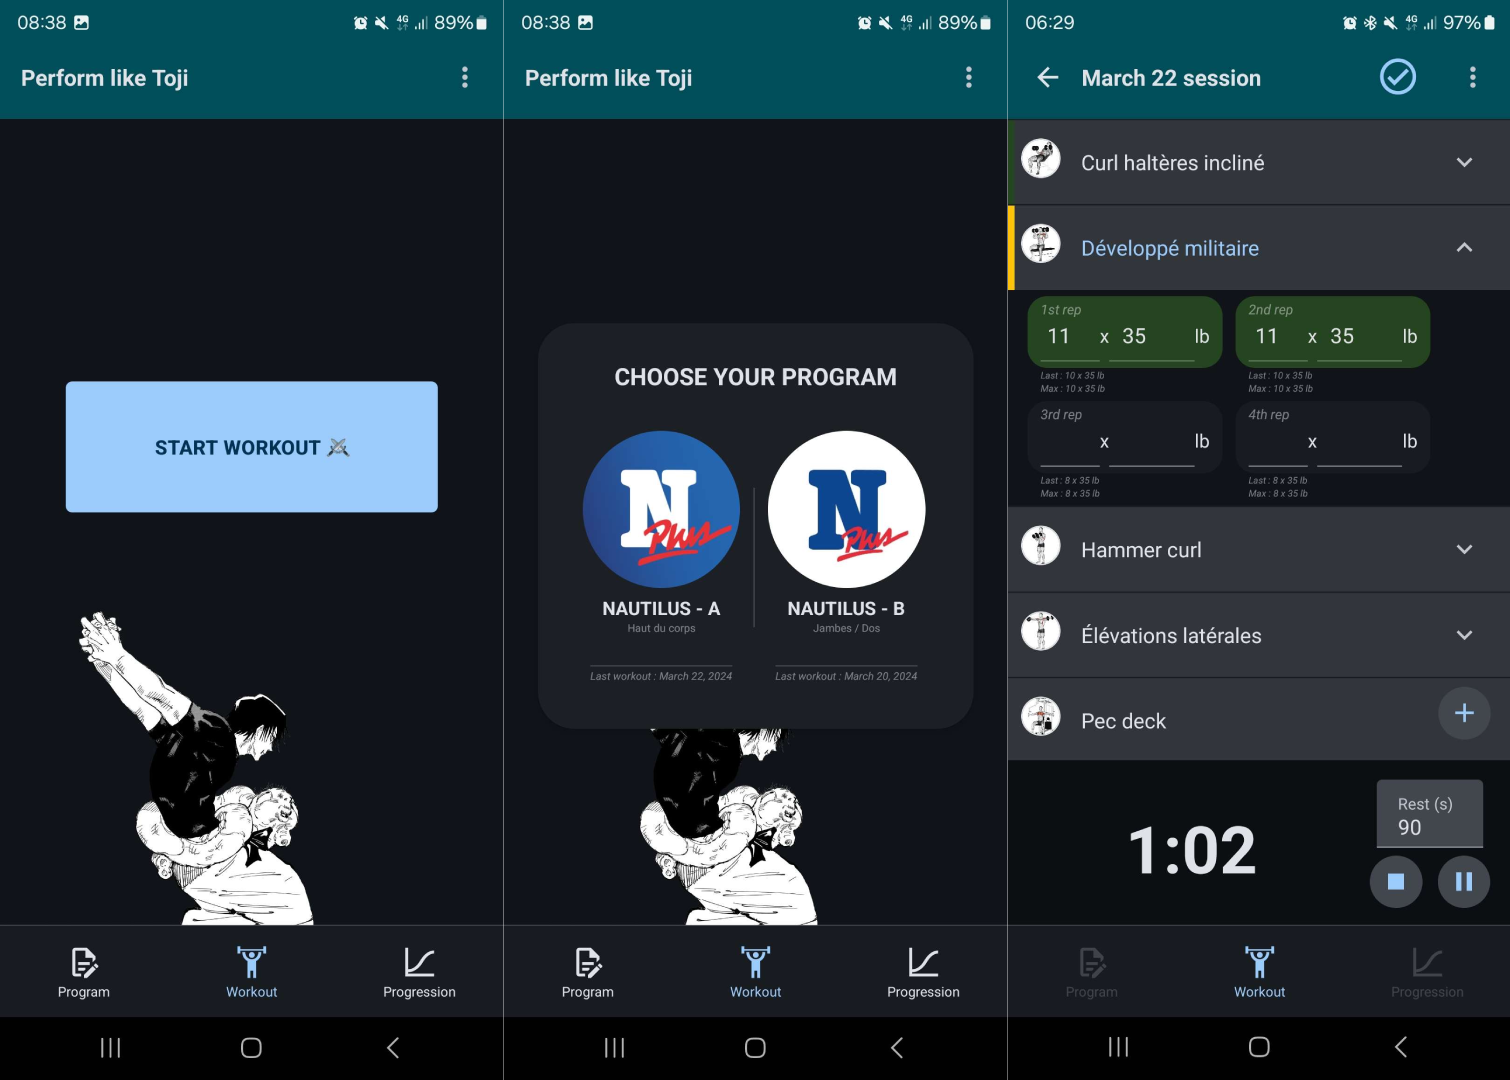 08:38
4G
89%
Perform like Toji
START WORKOUT
Program
Workout
Progression
08:38
4G
89%
Perform like Toji
CHOOSE YOUR PROGRAM
N Plus
N Plus
NAUTILUS - A
NAUTILUS - B
Haut du corps
Jambes / Dos
Last workout : March 22, 2024
Last workout : March 20, 2024
Program
Workout
Progression
06:29
4G
97%
March 22 session
Curl haltères incliné
Développé militaire
1st rep
2nd rep
11 x 35 lb
11 x 35 lb
Last : 10 x 35 lb
Last : 10 x 35 lb
Max : 10 x 35 lb
Max : 10 x 35 lb
3rd rep
4th rep
x lb
x lb
Last : 8 x 35 lb
Last : 8 x 35 lb
Max : 8 x 35 lb
Max : 8 x 35 lb
Hammer curl
Élévations latérales
Pec deck
Rest (s)
90
1:02
Program
Workout
Progression